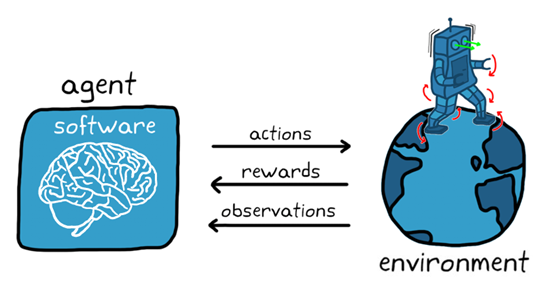 agent
software
actions
rewards
observations
environment